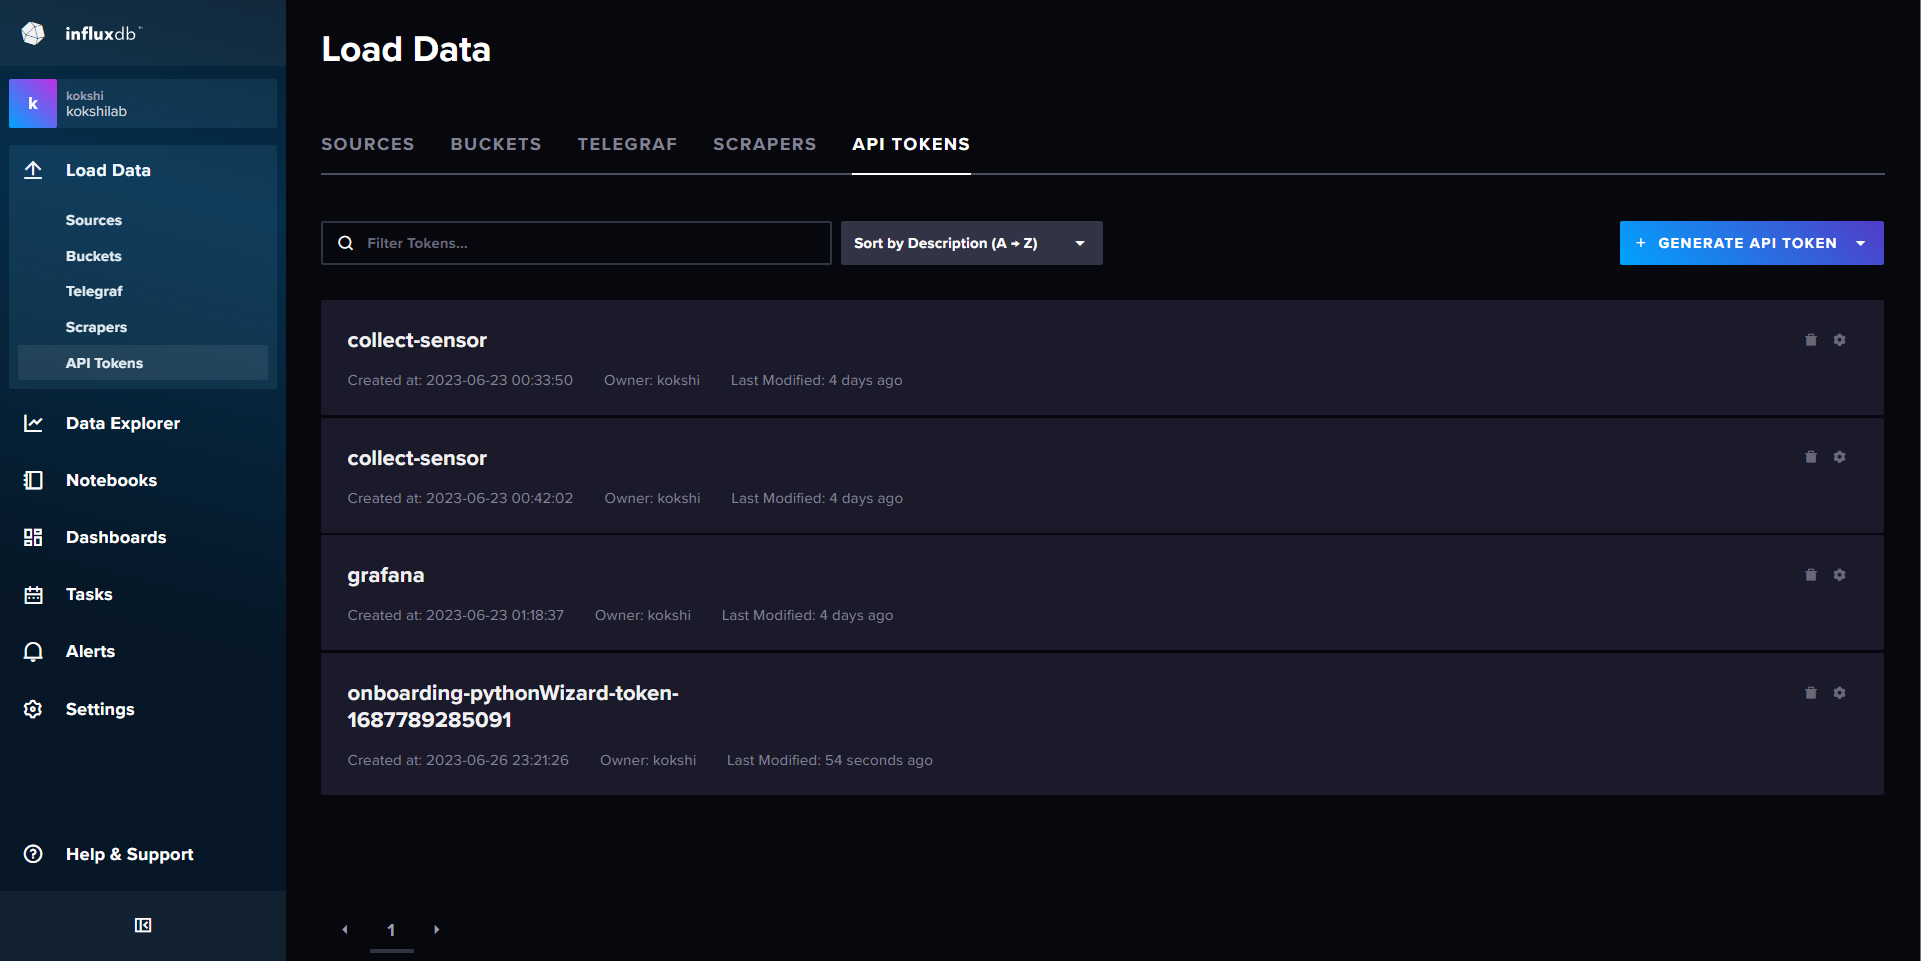 influxdb™
k
kokshi
kokshilab
Load Data
Sources
Buckets
Telegraf
Scrapers
API Tokens
Data Explorer
Notebooks
Dashboards
Tasks
Alerts
Settings
Help & Support
Load Data
SOURCES BUCKETS TELEGRAF SCRAPERS API TOKENS
Filter Tokens...
Sort by Description (A → Z)
+ GENERATE API TOKEN
collect-sensor
Created at: 2023-06-23 00:33:50 Owner: kokshi Last Modified: 4 days ago
collect-sensor
Created at: 2023-06-23 00:42:02 Owner: kokshi Last Modified: 4 days ago
grafana
Created at: 2023-06-23 01:18:37 Owner: kokshi Last Modified: 4 days ago
onboarding-pythonWizard-token-
1687789285091
Created at: 2023-06-26 23:21:26 Owner: kokshi Last Modified: 54 seconds ago
1